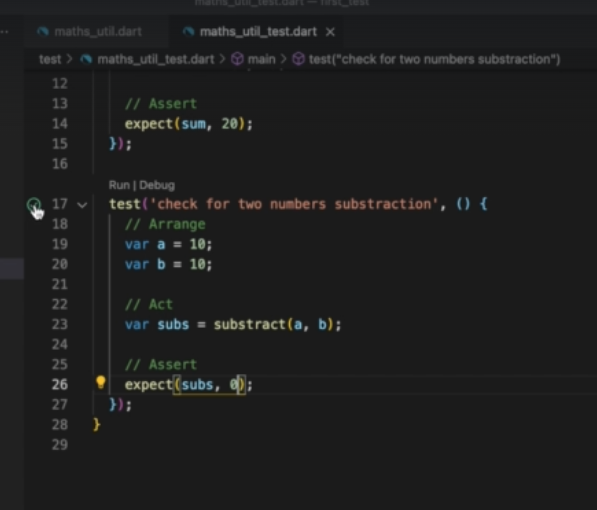 maths_util_test.dart — first_test
maths_util.dart
maths_util_test.dart ×
test > maths_util_test.dart > main > test("check for two numbers substraction")
12
13 // Assert
14 expect(sum, 20);
15 });
16
Run | Debug
17 test('check for two numbers substraction', () {
18 // Arrange
19 var a = 10;
20 var b = 10;
21
22 // Act
23 var subs = substract(a, b);
24
25 // Assert
26 expect(subs, 0);
27 });
28 }
29